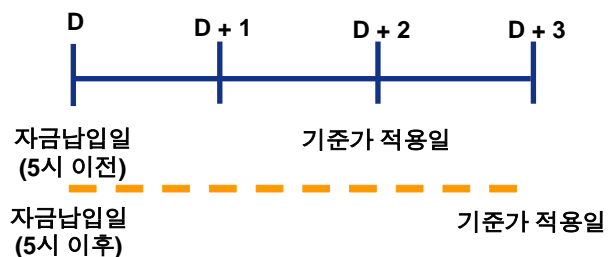 D
D + 1
D + 2
D + 3
자금납입일
(5시 이전)
기준가 적용일
자금납입일
(5시 이후)
기준가 적용일